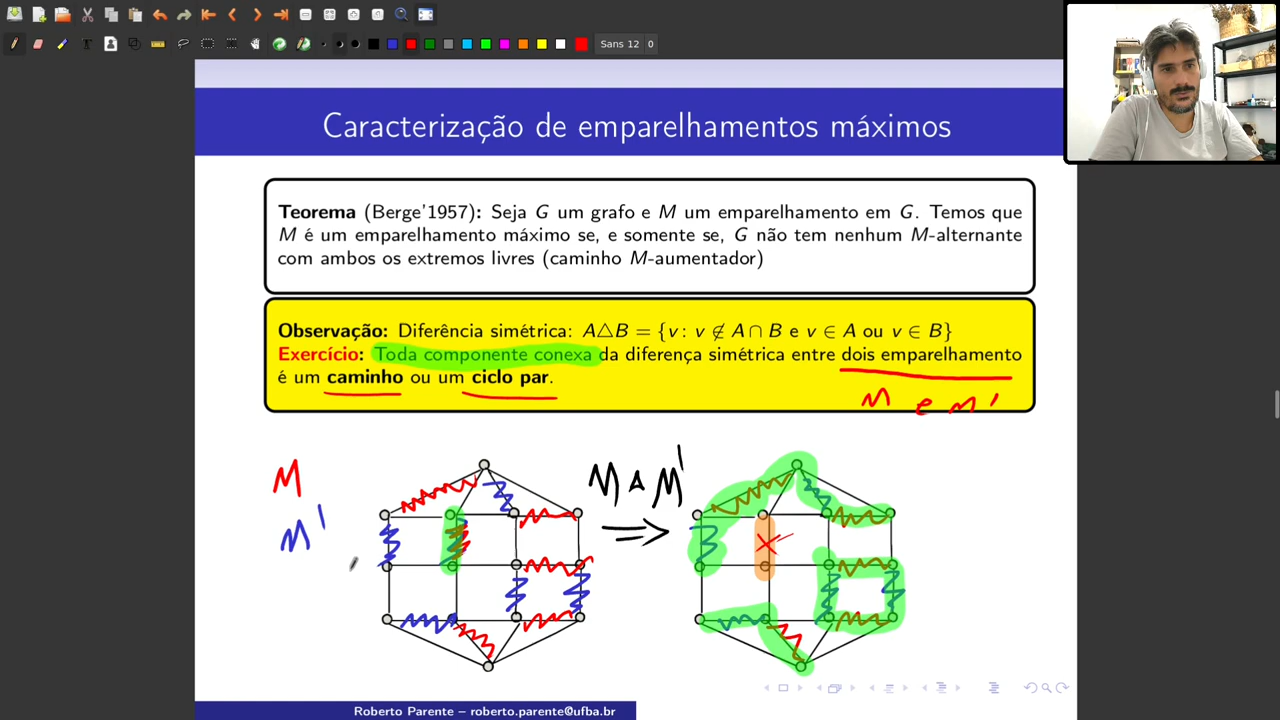 Sans 12 0
Caracterização de emparelhamentos máximos
Teorema (Berge'1957): Seja G um grafo e M um emparelhamento em G. Temos que
M é um emparelhamento máximo se, e somente se, G não tem nenhum M-alternante
com ambos os extremos livres (caminho M-aumentador)
Observação: Diferência simétrica: A△B = {v: v ∉ A ∩ B e v ∈ A ou v ∈ B}
Exercício: Toda componente conexa da diferença simétrica entre dois emparelhamento
é um caminho ou um ciclo par.
M e M'
M
M'
M △ M'
⇒
Roberto Parente – roberto.parente@ufba.br